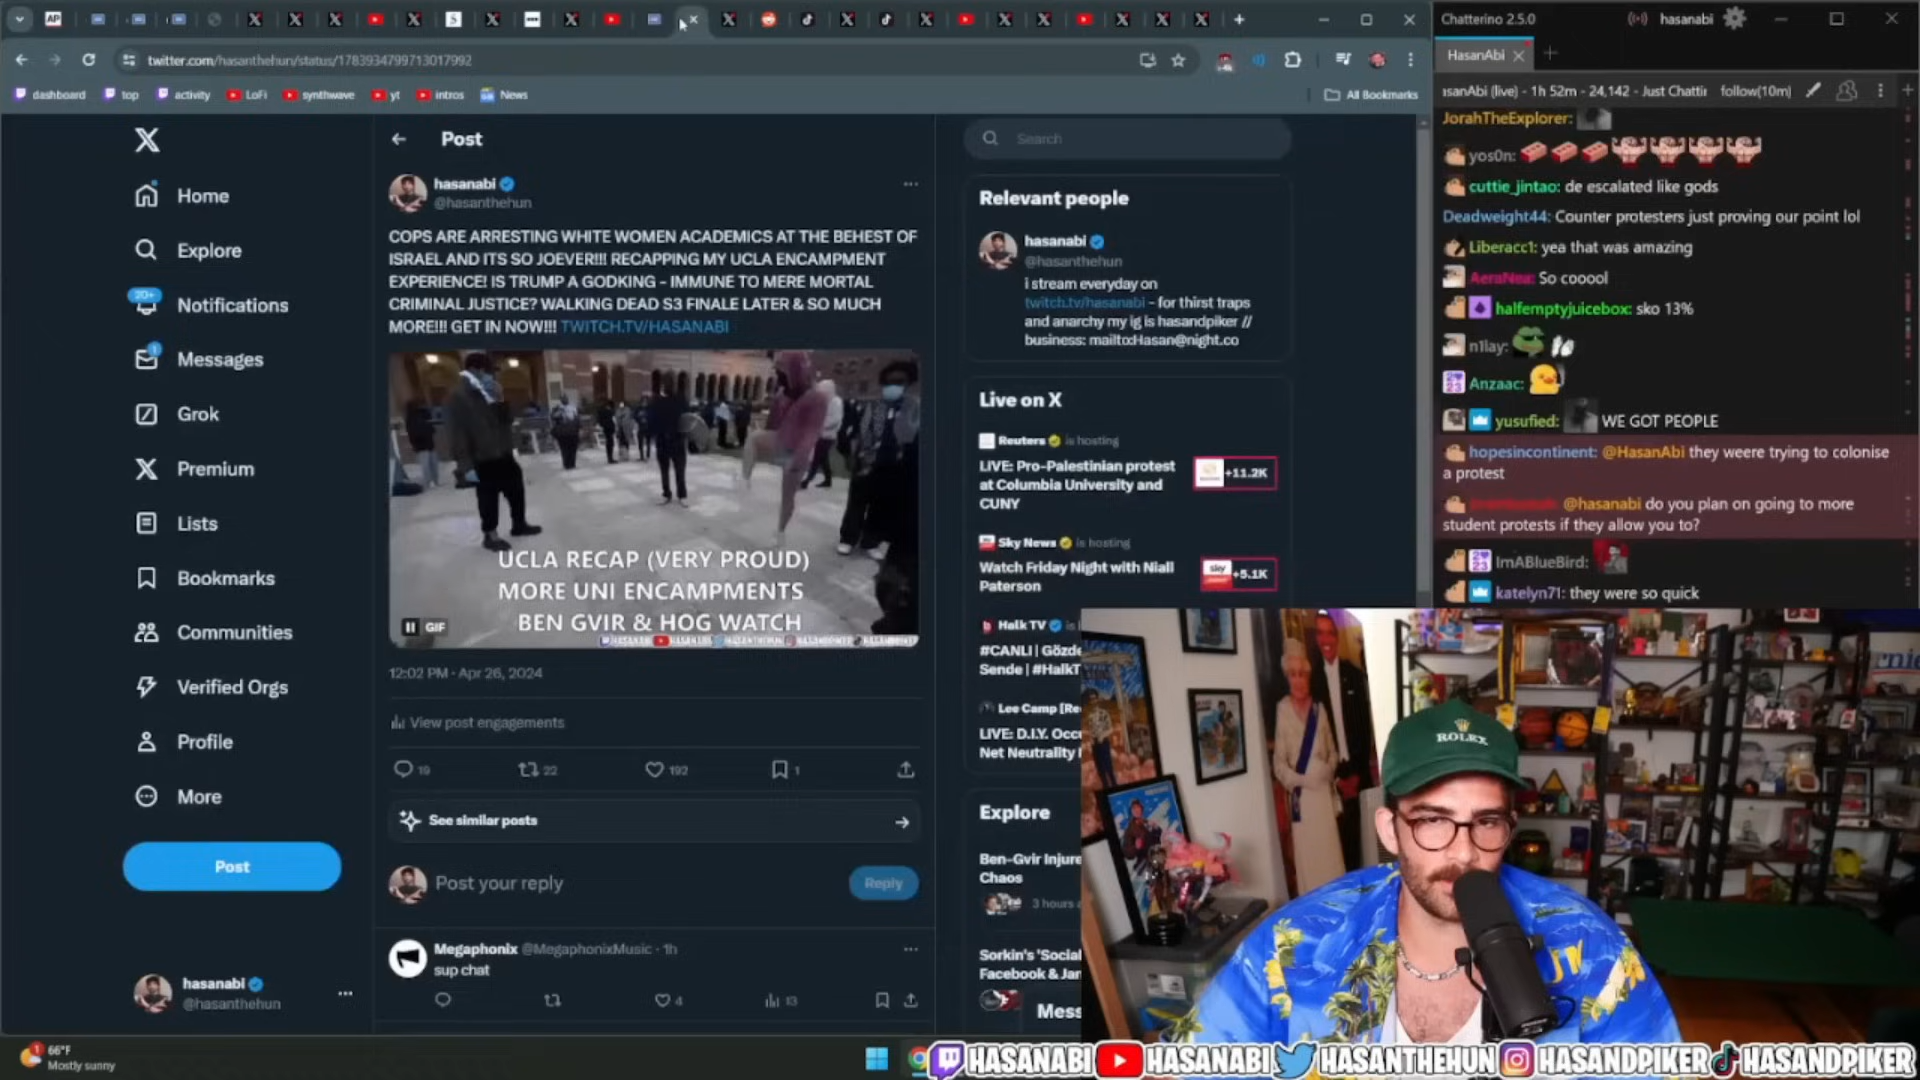 twitter.com/hasanthehun/status/1783934799713017992
dashboard
top
activity
LoFi
synthwave
yt
intros
News
All Bookmarks
Home
Explore
20+
Notifications
1
Messages
Grok
Premium
Lists
Bookmarks
Communities
Verified Orgs
Profile
More
Post
hasanabi
@hasanthehun
Post
hasanabi
@hasanthehun
COPS ARE ARRESTING WHITE WOMEN ACADEMICS AT THE BEHEST OF
ISRAEL AND ITS SO JOEVER!!! RECAPPING MY UCLA ENCAMPMENT
EXPERIENCE! IS TRUMP A GODKING - IMMUNE TO MERE MORTAL
CRIMINAL JUSTICE? WALKING DEAD S3 FINALE LATER & SO MUCH
MORE!!! GET IN NOW!!! TWITCH.TV/HASANABI
UCLA RECAP (VERY PROUD)
MORE UNI ENCAMPMENTS
BEN GVIR & HOG WATCH
GIF
12:02 PM · Apr 26, 2024
View post engagements
19
22
192
1
See similar posts
Post your reply
Reply
Megaphonix @MegaphonixMusic · 1h
sup chat
4
13
Search
Relevant people
hasanabi
@hasanthehun
i stream everyday on
twitch.tv/hasanabi - for thirst traps
and anarchy my ig is hasandpiker //
business: mailto:Hasan@night.co
Live on X
Reuters is hosting
LIVE: Pro-Palestinian protest
at Columbia University and
CUNY
+11.2K
Sky News is hosting
Watch Friday Night with Niall
Paterson
sky
+5.1K
Halk TV
#CANLI | Gözde
Sende | #HalkT
Lee Camp [Re
LIVE: D.I.Y. Occu
Net Neutrality
Explore
Ben-Gvir Injure
Chaos
3 hours a
Sorkin's 'Social
Facebook & Jan
Mess
Chatterino 2.5.0
hasanabi
HasanAbi
asanAbi (live) - 1h 52m - 24,142 - Just Chattir
follow(10m)
JorahTheExplorer:
yos0n:
cuttie_jintao: de escalated like gods
Deadweight44: Counter protesters just proving our point lol
Liberacc1: yea that was amazing
AeraNea: So cooool
halfemptyjuicebox: sko 13%
n1lay:
Anzaac:
yusufied: WE GOT PEOPLE
hopesincontinent: @HasanAbi they weere trying to colonise
a protest
@hasanabi do you plan on going to more
student protests if they allow you to?
ImABlueBird:
katelyn71: they were so quick
ROLEX
66°F
Mostly sunny
HASANABI
HASANABI
HASANTHEHUN
HASANDPIKER
HASANDPIKER